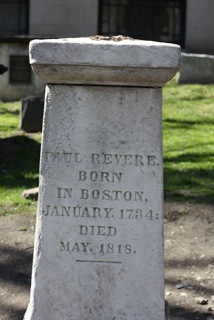 PAUL REVERE.
BORN
IN BOSTON,
JANUARY. 1734:
DIED
MAY. 1818.